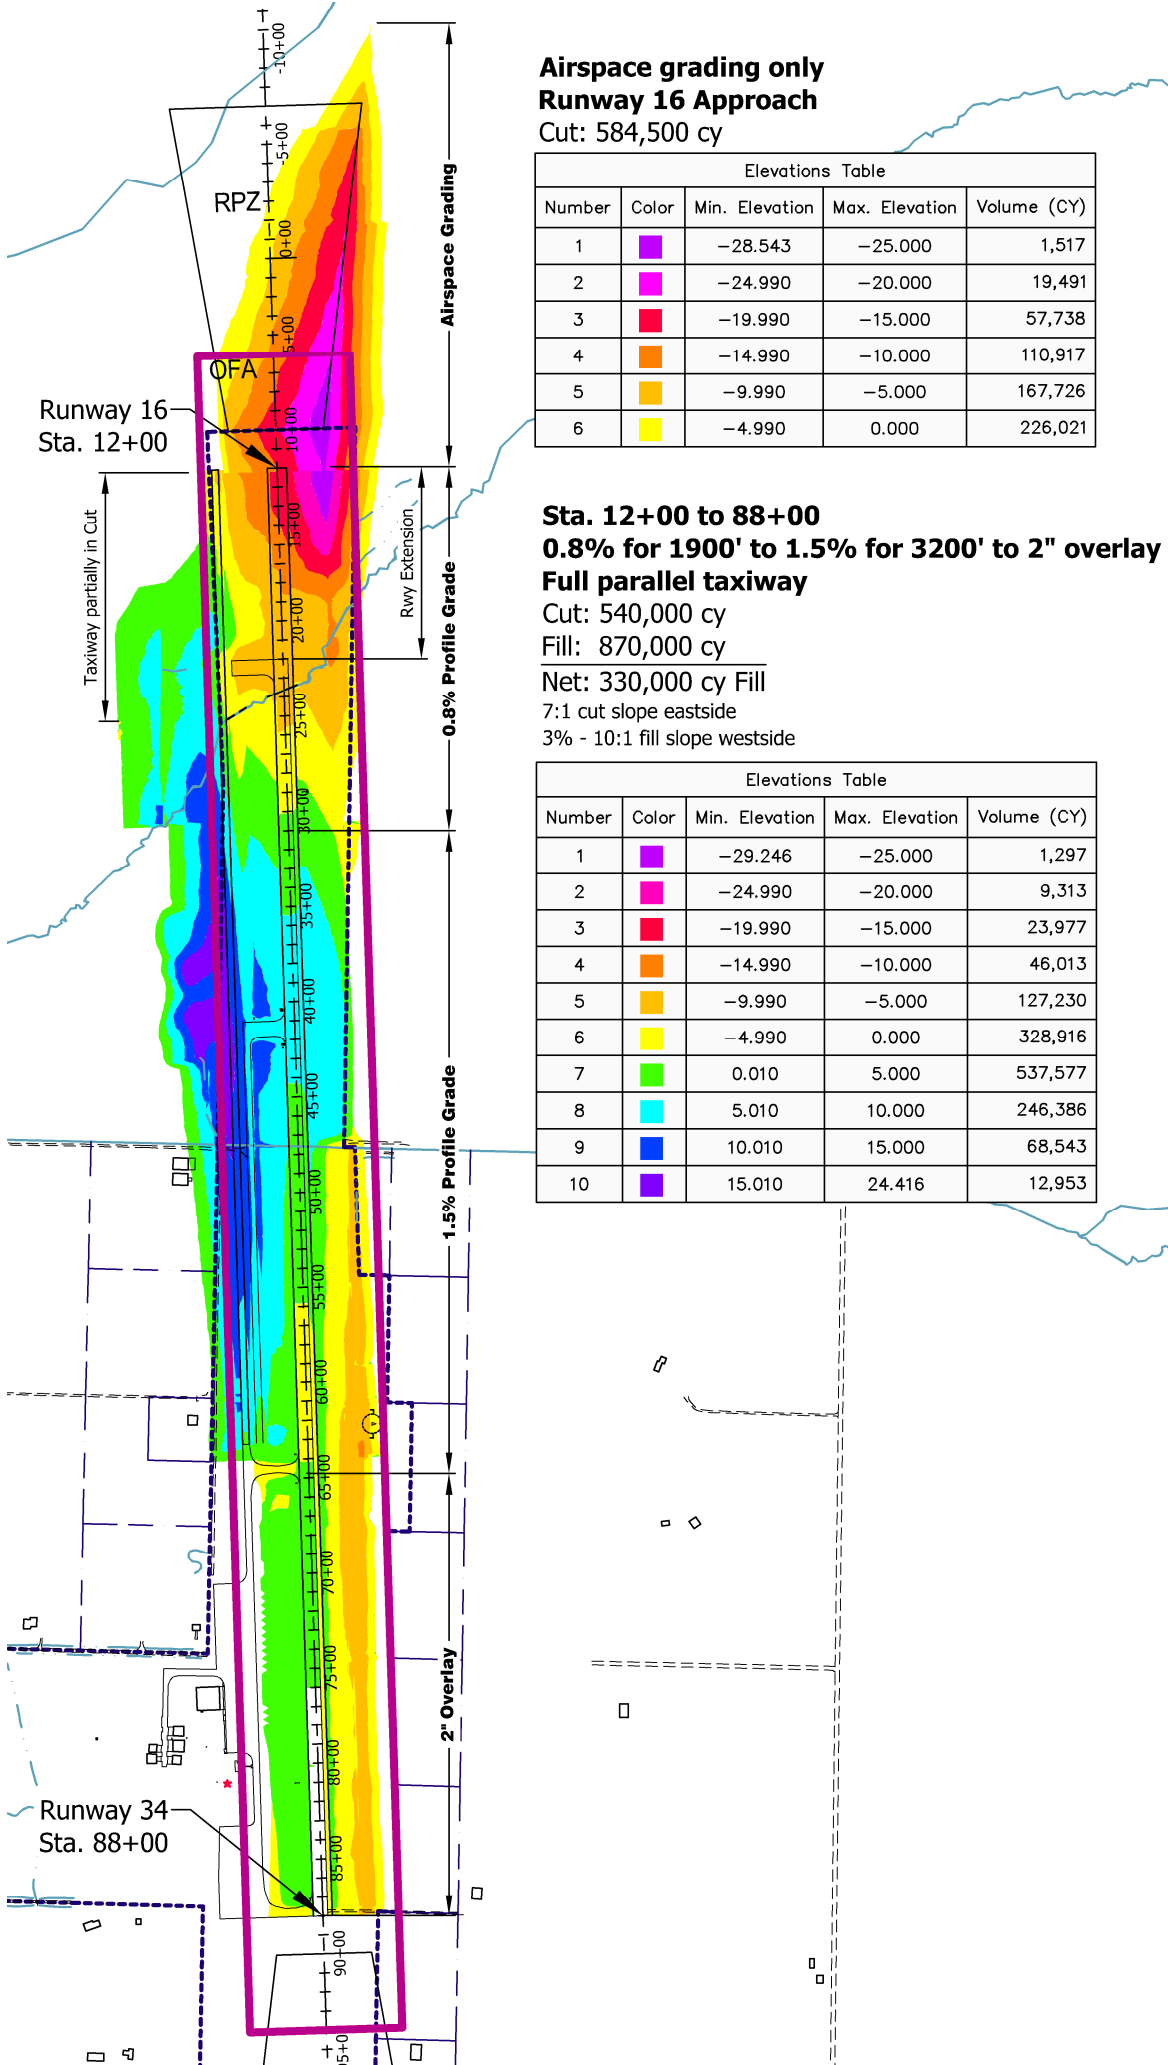 -10+00
-5+00
RPZ
0+00
5+00
OFA
Airspace Grading
Runway 16
Sta. 12+00
10+00
15+00
20+00
25+00
30+00
35+00
40+00
45+00
50+00
55+00
60+00
65+00
70+00
75+00
80+00
85+00
90+00
Taxiway partially in Cut
Rwy Extension
0.8% Profile Grade
1.5% Profile Grade
2" Overlay
Runway 34
Sta. 88+00
Airspace grading only
Runway 16 Approach
Cut: 584,500 cy
Elevations Table
Number Color Min. Elevation Max. Elevation Volume (CY)
1 −28.543 −25.000 1,517
2 −24.990 −20.000 19,491
3 −19.990 −15.000 57,738
4 −14.990 −10.000 110,917
5 −9.990 −5.000 167,726
6 −4.990 0.000 226,021
Sta. 12+00 to 88+00
0.8% for 1900' to 1.5% for 3200' to 2" overlay
Full parallel taxiway
Cut: 540,000 cy
Fill: 870,000 cy
Net: 330,000 cy Fill
7:1 cut slope eastside
3% - 10:1 fill slope westside
Elevations Table
Number Color Min. Elevation Max. Elevation Volume (CY)
1 −29.246 −25.000 1,297
2 −24.990 −20.000 9,313
3 −19.990 −15.000 23,977
4 −14.990 −10.000 46,013
5 −9.990 −5.000 127,230
6 −4.990 0.000 328,916
7 0.010 5.000 537,577
8 5.010 10.000 246,386
9 10.010 15.000 68,543
10 15.010 24.416 12,953